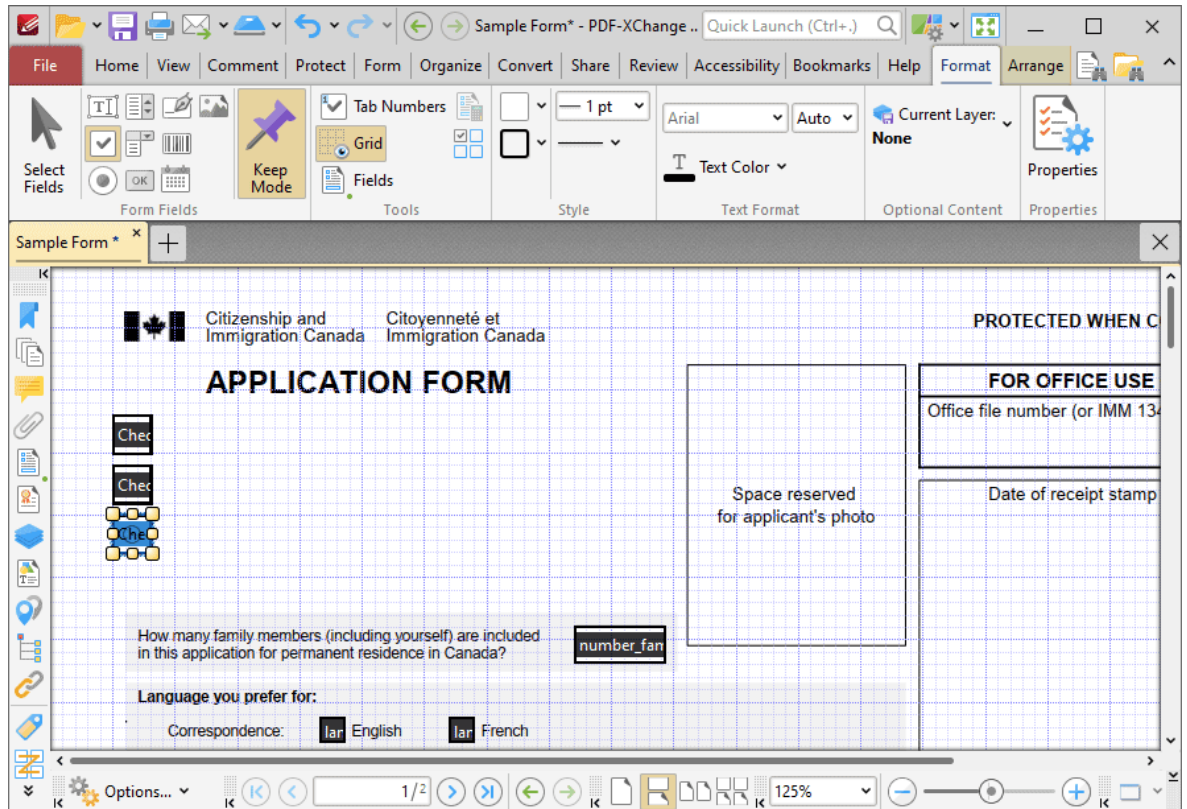 Sample Form* - PDF-XChange ..
Quick Launch (Ctrl+.)
File Home View Comment Protect Form Organize Convert Share Review Accessibility Bookmarks Help Format Arrange
Select Fields
OK
Keep Mode
Tab Numbers
Grid
Fields
1 pt
Arial
Auto
Text Color
Current Layer:
None
Properties
Form Fields Tools Style Text Format Optional Content Properties
Sample Form *
Citizenship and Citoyenneté et
Immigration Canada Immigration Canada
PROTECTED WHEN C
APPLICATION FORM
FOR OFFICE USE
Office file number (or IMM 134
Chec
Chec
Che
Space reserved
for applicant's photo
Date of receipt stamp
How many family members (including yourself) are included
in this application for permanent residence in Canada?
number_fam
Language you prefer for:
Correspondence: lar English lar French
Options... 1/2 125%